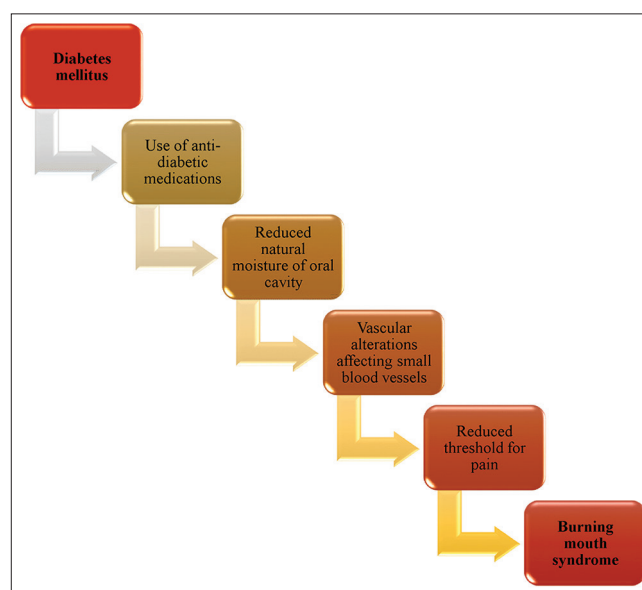 Diabetes
mellitus
Use of anti-
diabetic
medications
Reduced
natural
moisture of oral
cavity
Vascular
alterations
affecting small
blood vessels
Reduced
threshold for
pain
Burning
mouth
syndrome